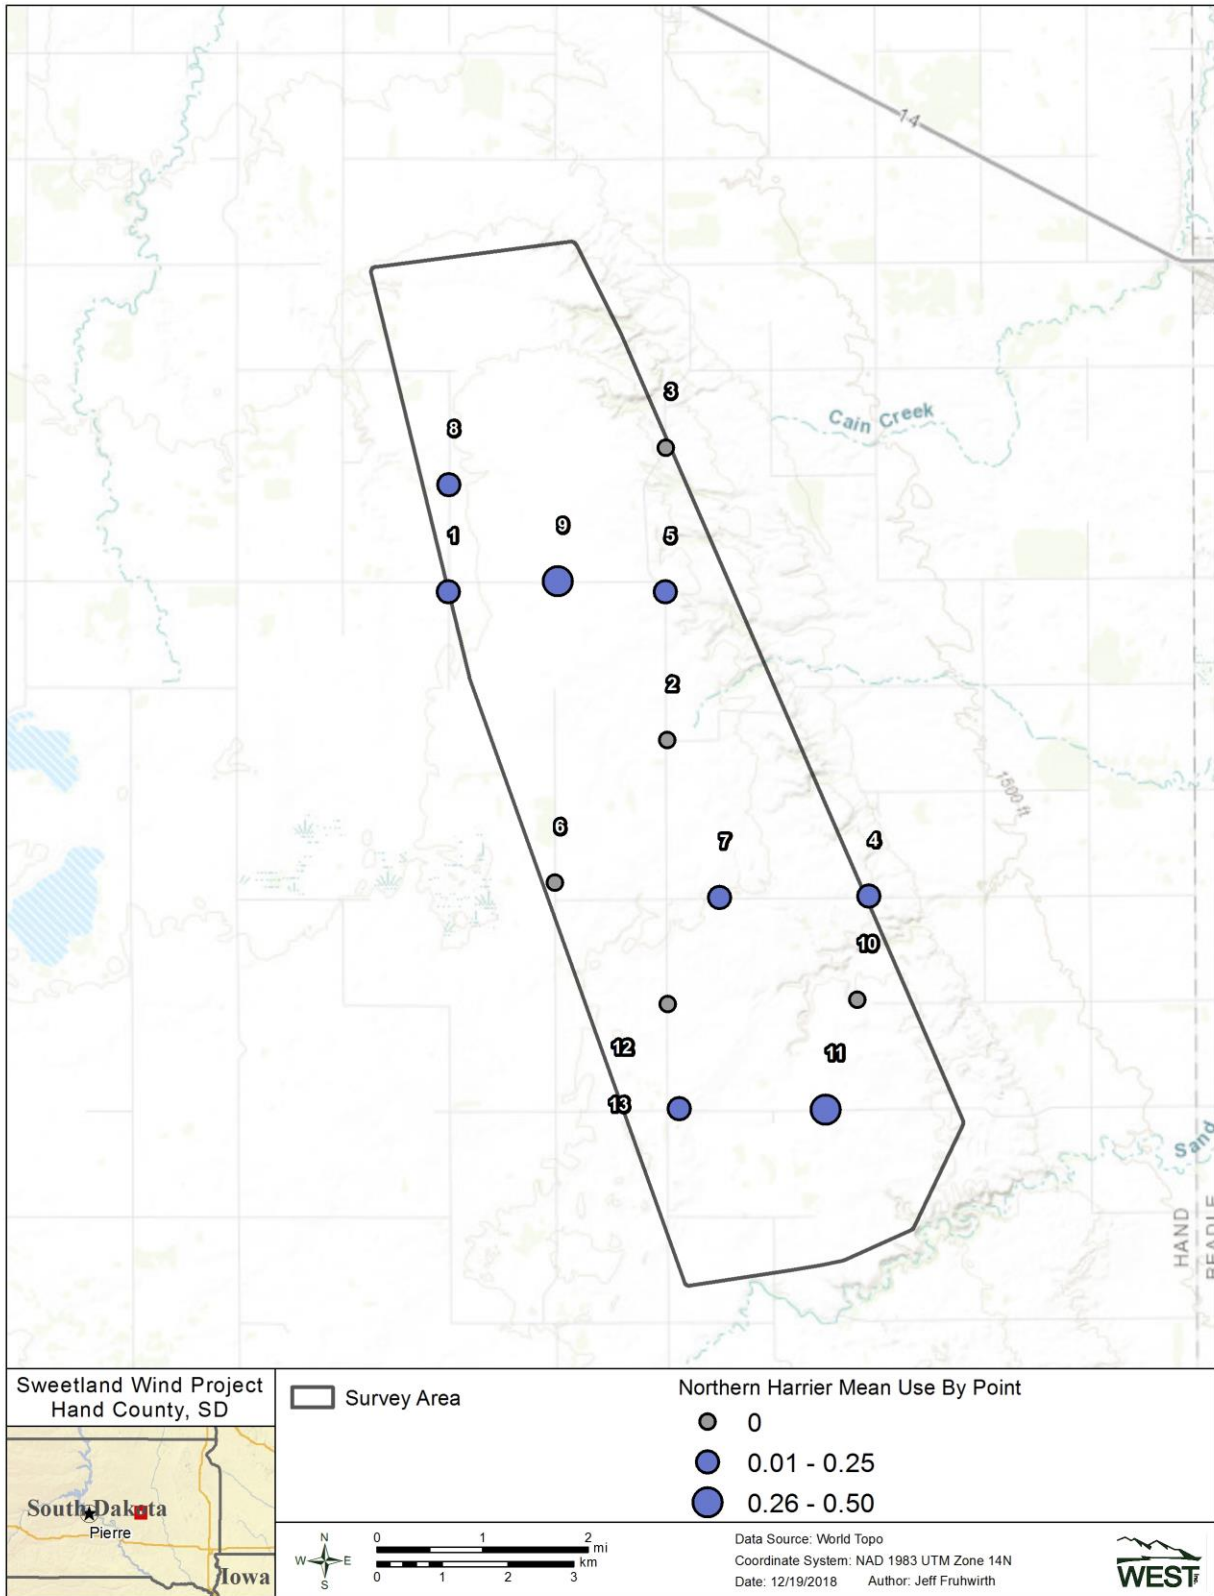 14
3
Cain Creek
8
9
1
5
2
1500 ft
6
7
4
10
12
11
13
Sand
HAND
BEADLE
Sweetland Wind Project
Hand County, SD
South Dakota
Pierre
Iowa
Survey Area
Northern Harrier Mean Use By Point
0
0.01 - 0.25
0.26 - 0.50
N
W E
S
0 1 2
mi
km
0 1 2 3
Data Source: World Topo
Coordinate System: NAD 1983 UTM Zone 14N
Date: 12/19/2018 Author: Jeff Fruhwirth
WEST